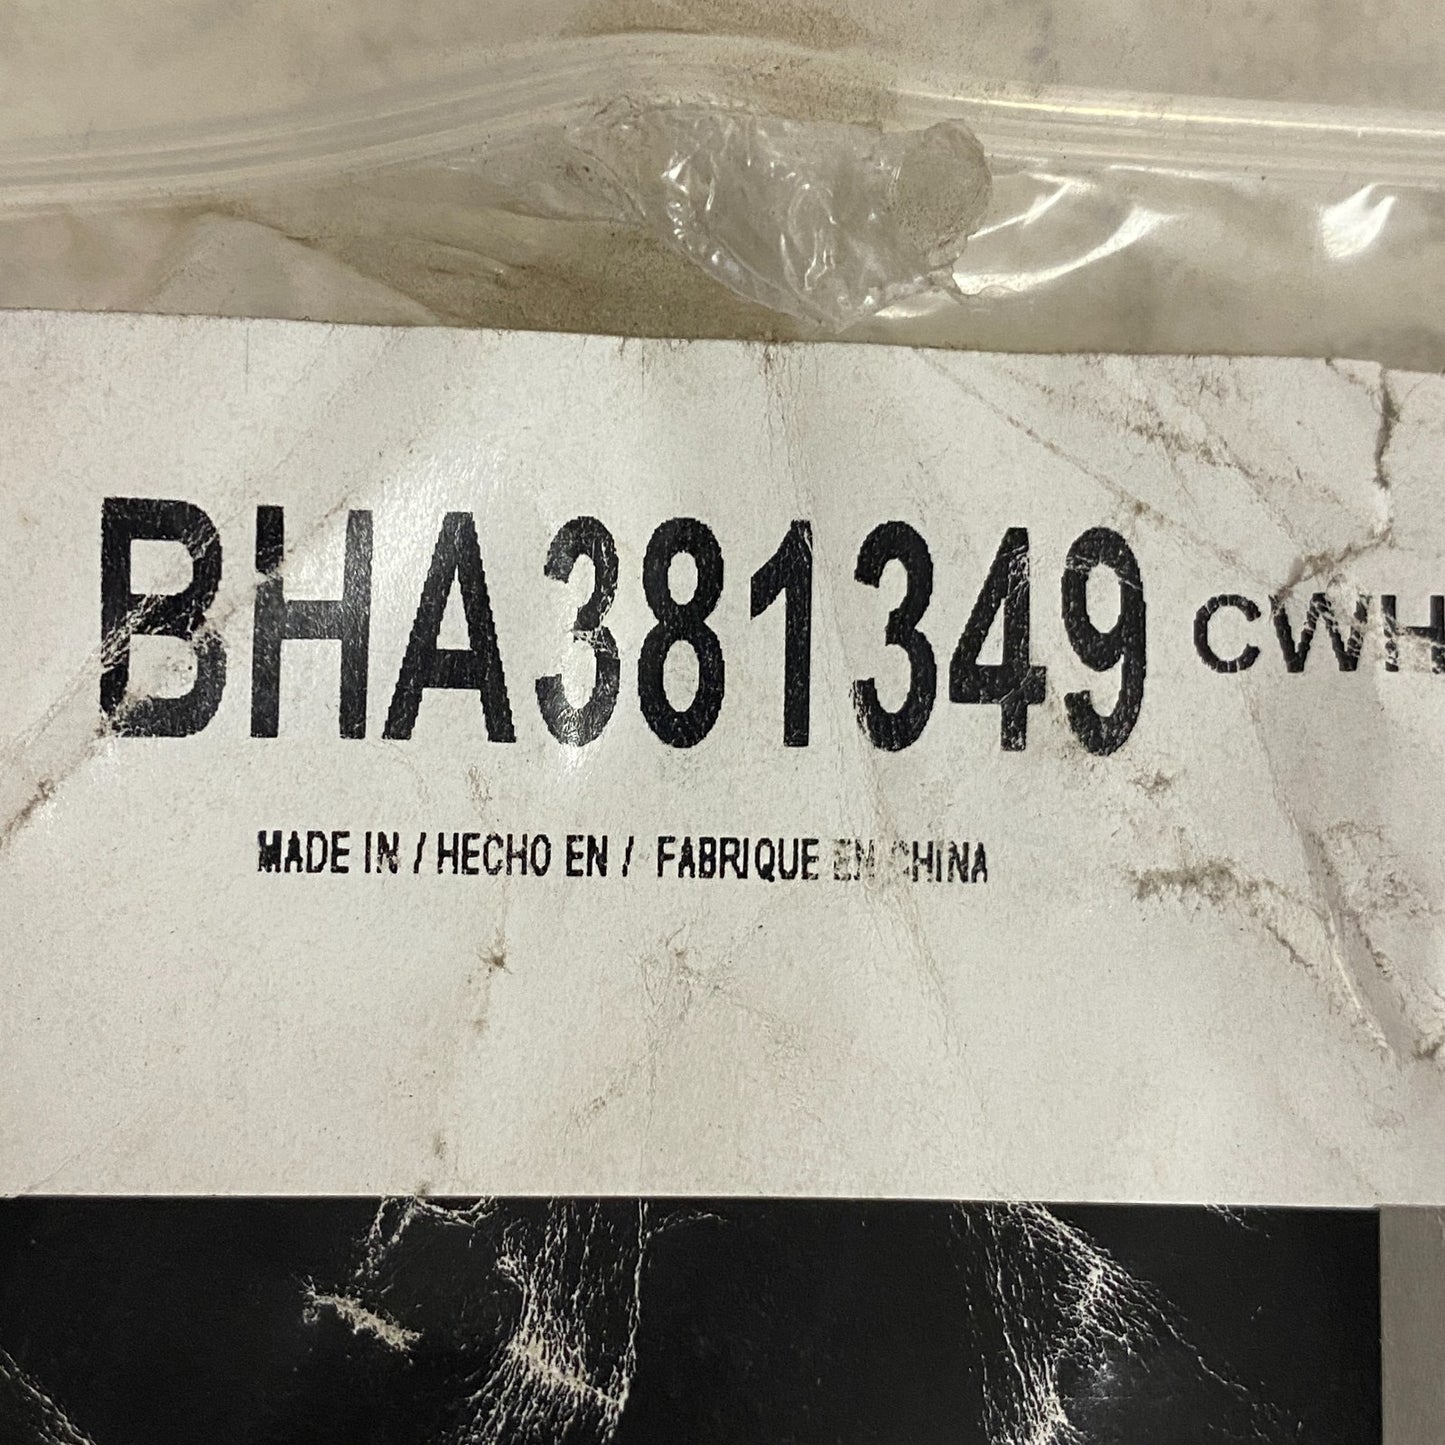 BHA381349 CWH
MADE IN / HECHO EN / FABRIQUE EN CHINA